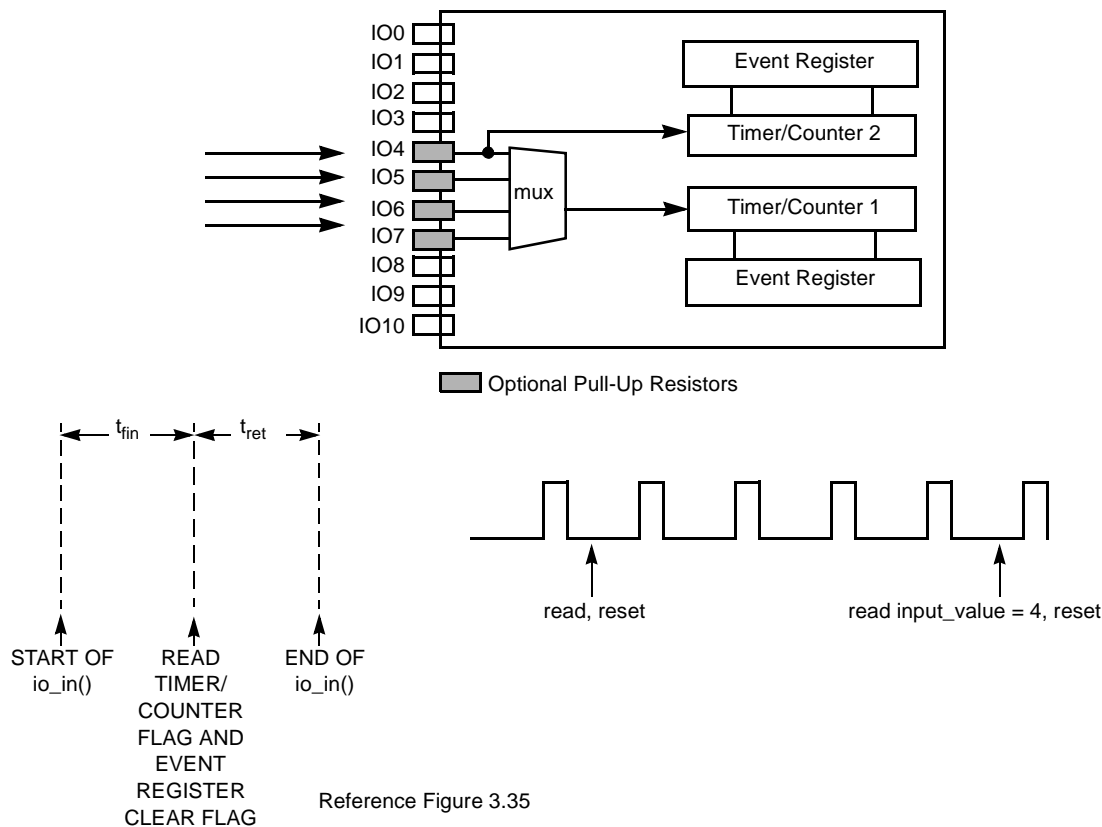 IO0
IO1
IO2
IO3
IO4
IO5
IO6
IO7
IO8
IO9
IO10
mux
Event Register
Timer/Counter 2
Timer/Counter 1
Event Register
Optional Pull-Up Resistors
tfin
tret
START OF
io_in()
READ
TIMER/
COUNTER
FLAG AND
EVENT
REGISTER
CLEAR FLAG
END OF
io_in()
read, reset
read input_value = 4, reset
Reference Figure 3.35